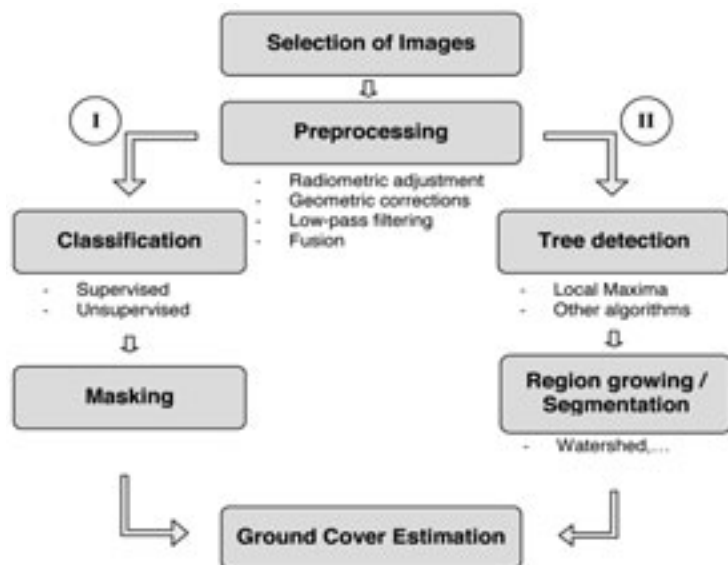 Selection of Images
I
II
Preprocessing
- Radiometric adjustment
- Geometric corrections
- Low-pass filtering
- Fusion
Classification
- Supervised
- Unsupervised
Masking
Tree detection
- Local Maxima
- Other algorithms
Region growing /
Segmentation
- Watershed,...
Ground Cover Estimation